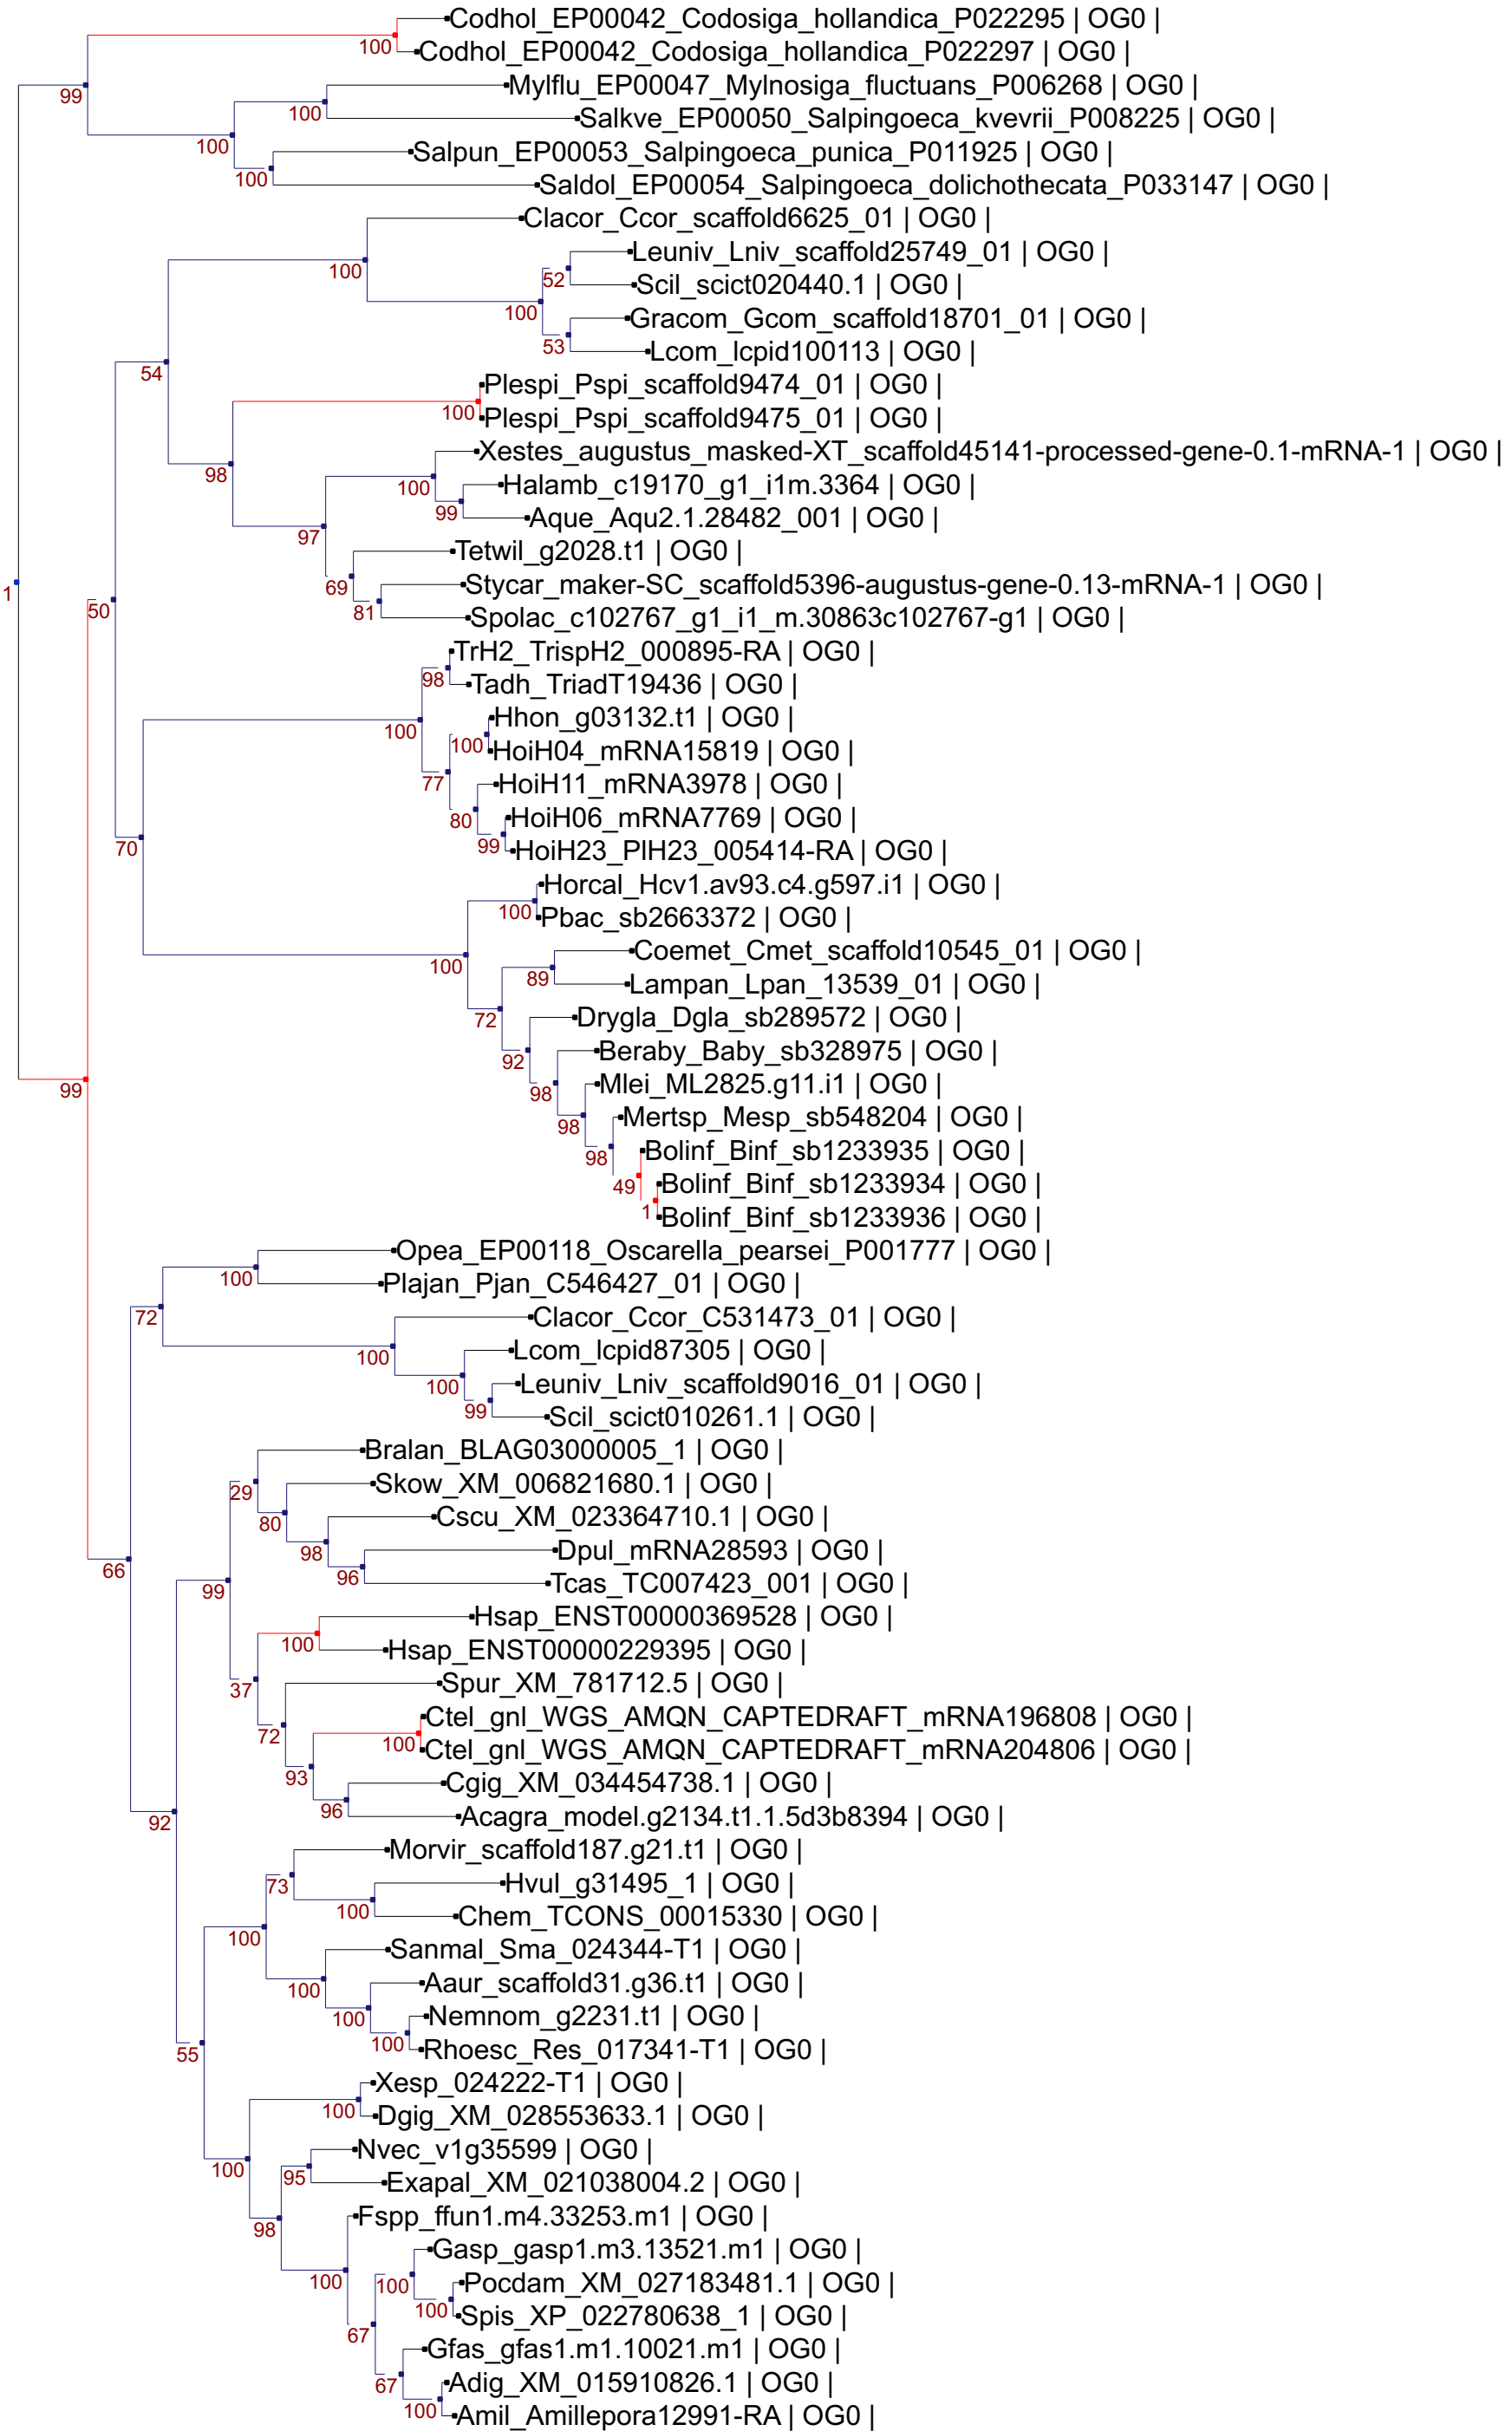 Codhol_EP00042_Codosiga_hollandica_P022295 | OG0 |
100
Codhol_EP00042_Codosiga_hollandica_P022297 | OG0 |
99
Mylflu_EP00047_Mylnosiga_fluctuans_P006268 | OG0 |
100
Salkve_EP00050_Salpingoeca_kvevrii_P008225 | OG0 |
100
Salpun_EP00053_Salpingoeca_punica_P011925 | OG0 |
100
Saldol_EP00054_Salpingoeca_dolichothecata_P033147 | OG0 |
Clacor_Ccor_scaffold6625_01 | OG0 |
100
Leuniv_Lniv_scaffold25749_01 | OG0 |
52
Scil_scict020440.1 | OG0 |
100
Gracom_Gcom_scaffold18701_01 | OG0 |
53
Lcom_lcpid100113 | OG0 |
54
Plespi_Pspi_scaffold9474_01 | OG0 |
100
Plespi_Pspi_scaffold9475_01 | OG0 |
98
Xestes_augustus_masked-XT_scaffold45141-processed-gene-0.1-mRNA-1 | OG0 |
100
Halamb_c19170_g1_i1m.3364 | OG0 |
99
Aque_Aqu2.1.28482_001 | OG0 |
97
Tetwil_g2028.t1 | OG0 |
69
Stycar_maker-SC_scaffold5396-augustus-gene-0.13-mRNA-1 | OG0 |
81
Spolac_c102767_g1_i1_m.30863c102767-g1 | OG0 |
1
50
TrH2_TrispH2_000895-RA | OG0 |
98
Tadh_TriadT19436 | OG0 |
100
Hhon_g03132.t1 | OG0 |
100
HoiH04_mRNA15819 | OG0 |
77
HoiH11_mRNA3978 | OG0 |
80
HoiH06_mRNA7769 | OG0 |
99
HoiH23_PlH23_005414-RA | OG0 |
70
Horcal_Hcv1.av93.c4.g597.i1 | OG0 |
100
Pbac_sb2663372 | OG0 |
100
Coemet_Cmet_scaffold10545_01 | OG0 |
89
Lampan_Lpan_13539_01 | OG0 |
72
Drygla_Dgla_sb289572 | OG0 |
92
Beraby_Baby_sb328975 | OG0 |
98
Mlei_ML2825.g11.i1 | OG0 |
98
Mertsp_Mesp_sb548204 | OG0 |
98
Bolinf_Binf_sb1233935 | OG0 |
49
Bolinf_Binf_sb1233934 | OG0 |
1
Bolinf_Binf_sb1233936 | OG0 |
99
Opea_EP00118_Oscarella_pearsei_P001777 | OG0 |
100
Plajan_Pjan_C546427_01 | OG0 |
72
Clacor_Ccor_C531473_01 | OG0 |
100
Lcom_lcpid87305 | OG0 |
100
Leuniv_Lniv_scaffold9016_01 | OG0 |
99
Scil_scict010261.1 | OG0 |
66
Bralan_BLAG03000005_1 | OG0 |
29
Skow_XM_006821680.1 | OG0 |
80
Cscu_XM_023364710.1 | OG0 |
98
Dpul_mRNA28593 | OG0 |
96
Tcas_TC007423_001 | OG0 |
99
Hsap_ENST00000369528 | OG0 |
100
Hsap_ENST00000229395 | OG0 |
37
Spur_XM_781712.5 | OG0 |
72
Ctel_gnl_WGS_AMQN_CAPTEDRAFT_mRNA196808 | OG0 |
100
Ctel_gnl_WGS_AMQN_CAPTEDRAFT_mRNA204806 | OG0 |
93
Cgig_XM_034454738.1 | OG0 |
96
Acagra_model.g2134.t1.1.5d3b8394 | OG0 |
92
Morvir_scaffold187.g21.t1 | OG0 |
73
Hvul_g31495_1 | OG0 |
100
Chem_TCONS_00015330 | OG0 |
100
Sanmal_Sma_024344-T1 | OG0 |
100
Aaur_scaffold31.g36.t1 | OG0 |
100
Nemnom_g2231.t1 | OG0 |
100
Rhoesc_Res_017341-T1 | OG0 |
55
Xesp_024222-T1 | OG0 |
100
Dgig_XM_028553633.1 | OG0 |
100
Nvec_v1g35599 | OG0 |
95
Exapal_XM_021038004.2 | OG0 |
98
Fspp_ffun1.m4.33253.m1 | OG0 |
100
Gasp_gasp1.m3.13521.m1 | OG0 |
100
Pocdam_XM_027183481.1 | OG0 |
100
Spis_XP_022780638_1 | OG0 |
67
Gfas_gfas1.m1.10021.m1 | OG0 |
67
Adig_XM_015910826.1 | OG0 |
100
Amil_Amillepora12991-RA | OG0 |